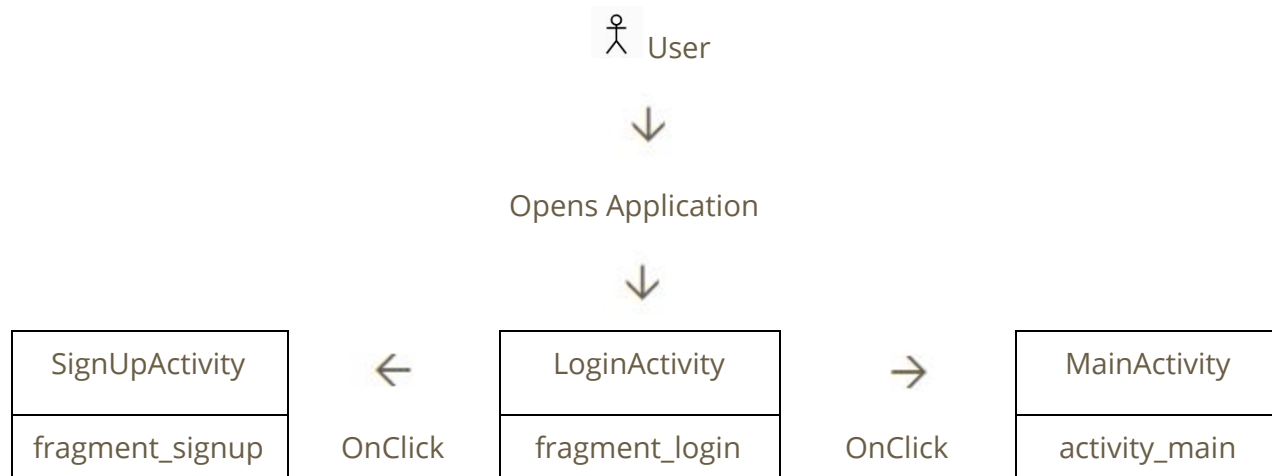 User
Opens Application
SignUpActivity LoginActivity MainActivity
fragment_signup OnClick fragment_login OnClick activity_main